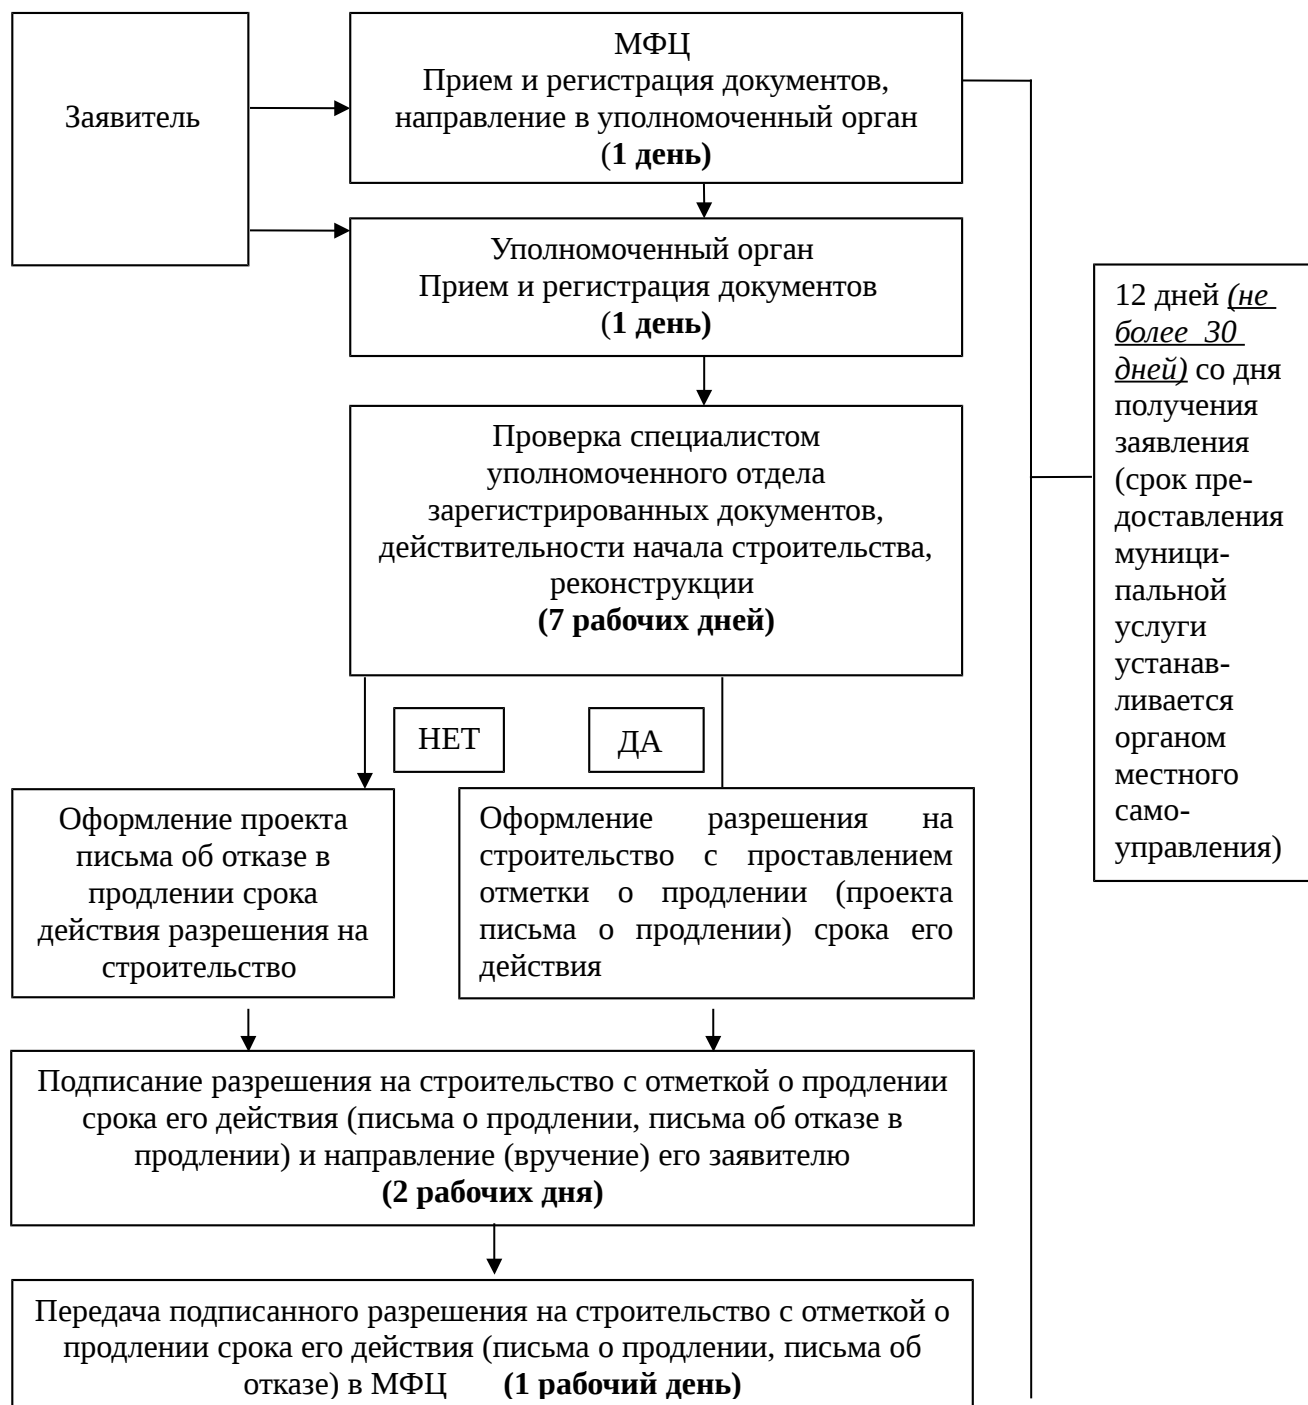 Заявитель
МФЦ
Прием и регистрация документов,
направление в уполномоченный орган
(1 день)
Уполномоченный орган
Прием и регистрация документов
(1 день)
Проверка специалистом
уполномоченного отдела
зарегистрированных документов,
действительности начала строительства,
реконструкции
(7 рабочих дней)
НЕТ
ДА
Оформление проекта
письма об отказе в
продлении срока
действия разрешения на
строительство
Оформление разрешения на
строительство с проставлением
отметки о продлении (проекта
письма о продлении) срока его
действия
Подписание разрешения на строительство с отметкой о продлении
срока его действия (письма о продлении, письма об отказе в
продлении) и направление (вручение) его заявителю
(2 рабочих дня)
Передача подписанного разрешения на строительство с отметкой о
продлении срока его действия (письма о продлении, письма об
отказе) в МФЦ (1 рабочий день)
12 дней (не
более 30
дней) со дня
получения
заявления
(срок пре-
доставления
муници-
пальной
услуги
устанав-
ливается
органом
местного
само-
управления)